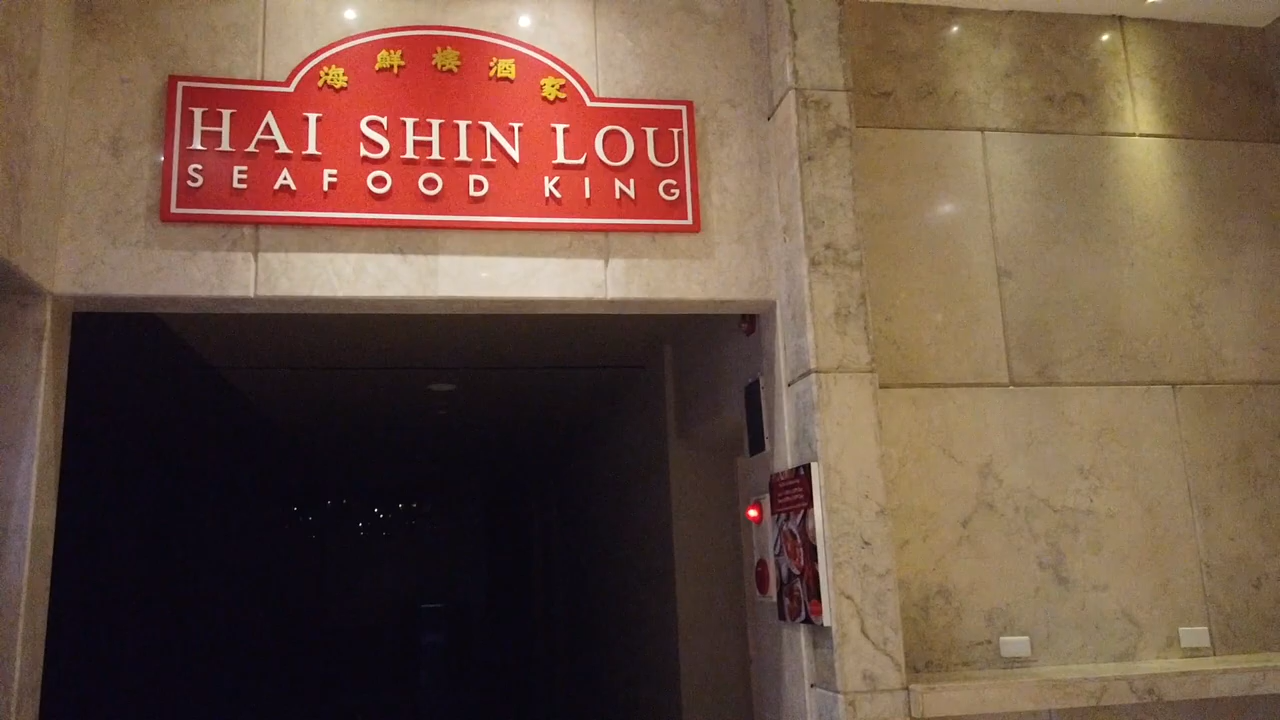 海鮮樓酒家
HAI SHIN LOU
SEAFOOD KING